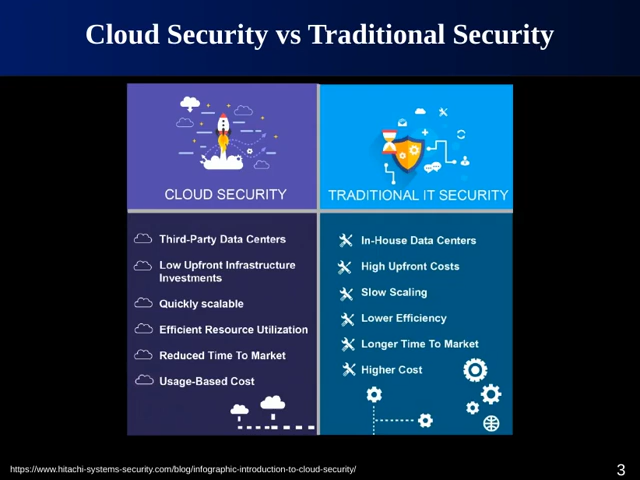 Cloud Security vs Traditional Security
CLOUD SECURITY
Third-Party Data Centers
Low Upfront Infrastructure
Investments
Quickly scalable
Efficient Resource Utilization
Reduced Time To Market
Usage-Based Cost
TRADITIONAL IT SECURITY
In-House Data Centers
High Upfront Costs
Slow Scaling
Lower Efficiency
Longer Time To Market
Higher Cost
https://www.hitachi-systems-security.com/blog/infographic-introduction-to-cloud-security/
3